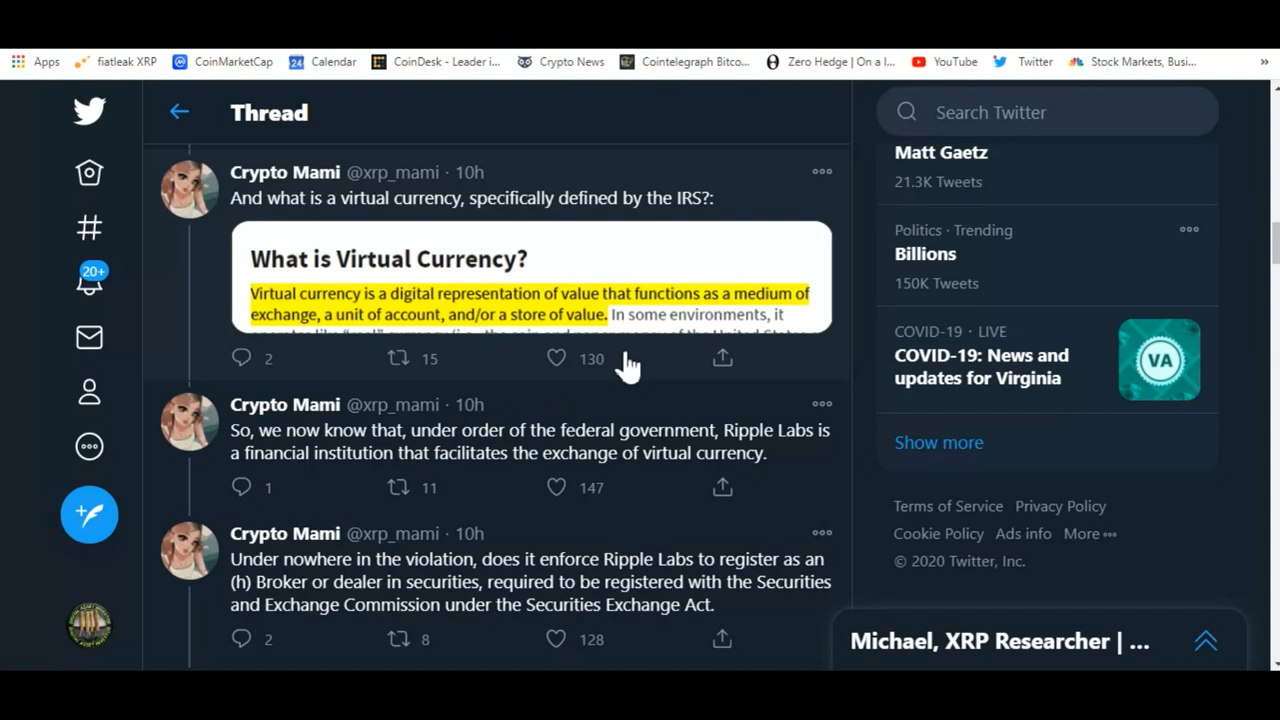 Apps fiatleak XRP CoinMarketCap 24 Calendar CoinDesk - Leader i... Crypto News Cointelegraph Bitco... Zero Hedge | On a l... YouTube Twitter Stock Markets, Busi... »
Thread
Crypto Mami @xrp_mami · 10h
And what is a virtual currency, specifically defined by the IRS?:
What is Virtual Currency?
Virtual currency is a digital representation of value that functions as a medium of
exchange, a unit of account, and/or a store of value. In some environments, it
2 15 130
Crypto Mami @xrp_mami · 10h
So, we now know that, under order of the federal government, Ripple Labs is
a financial institution that facilitates the exchange of virtual currency.
1 11 147
Crypto Mami @xrp_mami · 10h
Under nowhere in the violation, does it enforce Ripple Labs to register as an
(h) Broker or dealer in securities, required to be registered with the Securities
and Exchange Commission under the Securities Exchange Act.
2 8 128
20+
Search Twitter
Matt Gaetz
21.3K Tweets
Politics · Trending
Billions
150K Tweets
COVID-19 · LIVE
COVID-19: News and
updates for Virginia
VA
Show more
Terms of Service Privacy Policy
Cookie Policy Ads info More
© 2020 Twitter, Inc.
Michael, XRP Researcher | ...